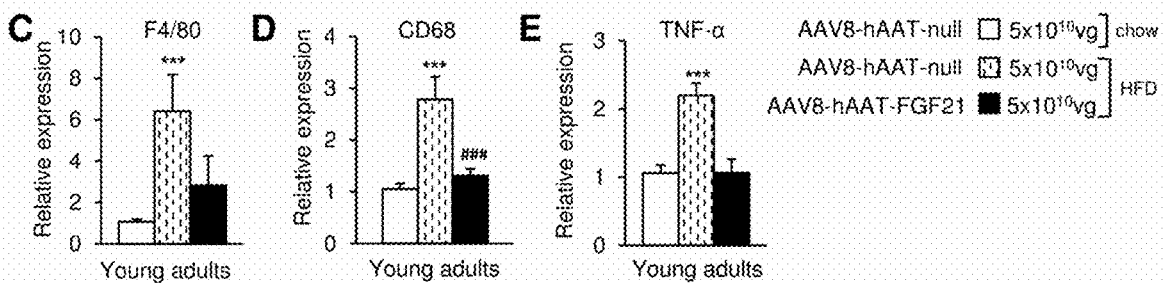 C
F4/80
Relative expression
10
8
6
4
2
0
***
Young adults
D
CD68
Relative expression
4
3
2
1
0
***
###
Young adults
E
TNF-α
Relative expression
3
2
1
0
***
Young adults
AAV8-hAAT-null 5x10¹⁰vg chow
AAV8-hAAT-null 5x10¹⁰vg
HFD
AAV8-hAAT-FGF21 5x10¹⁰vg